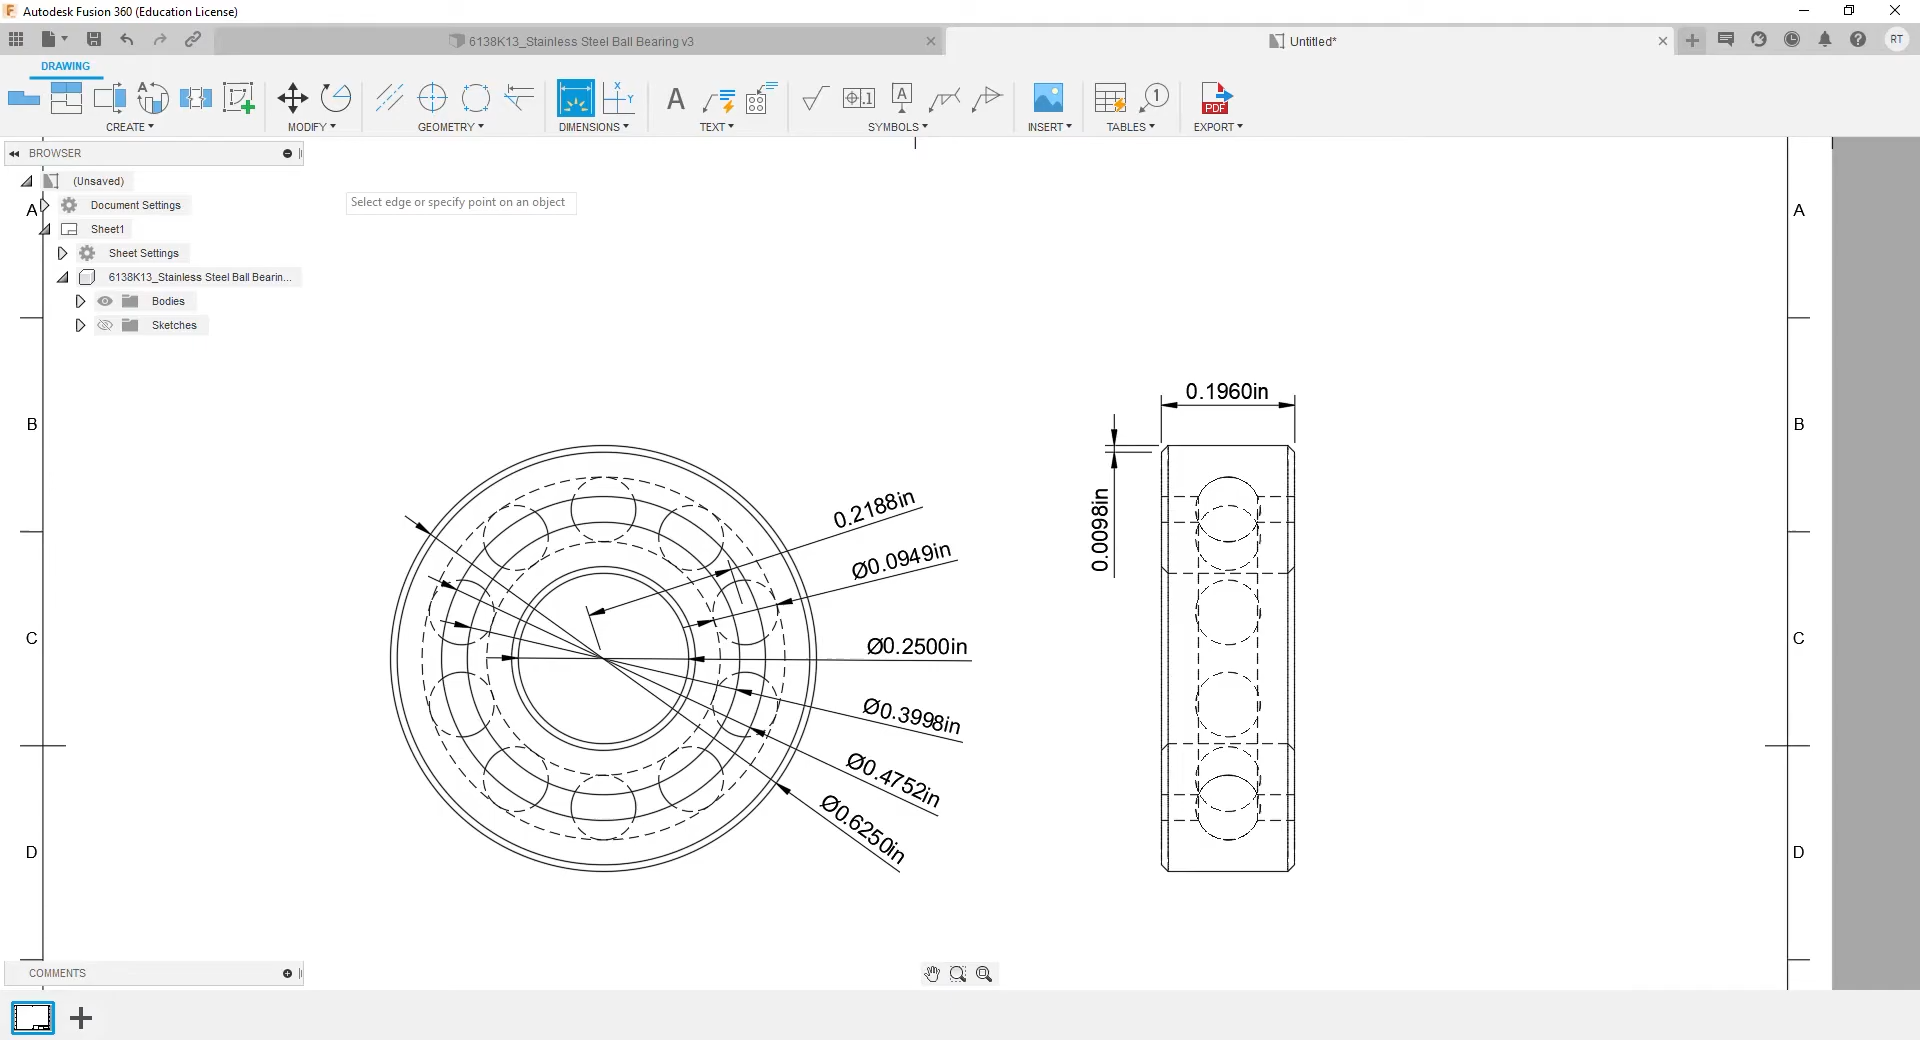 Autodesk Fusion 360 (Education License)
6138K13_Stainless Steel Ball Bearing v3
Untitled*
RT
DRAWING
CREATE
MODIFY
GEOMETRY
DIMENSIONS
TEXT
SYMBOLS
INSERT
TABLES
EXPORT
BROWSER
(Unsaved)
Document Settings
Sheet1
Sheet Settings
6138K13_Stainless Steel Ball Bearin...
Bodies
Sketches
Select edge or specify point on an object
A
A
B
B
C
C
D
D
0.1960in
0.0098in
0.2188in
Ø0.0949in
Ø0.2500in
Ø0.3998in
Ø0.4752in
Ø0.6250in
COMMENTS
PDF